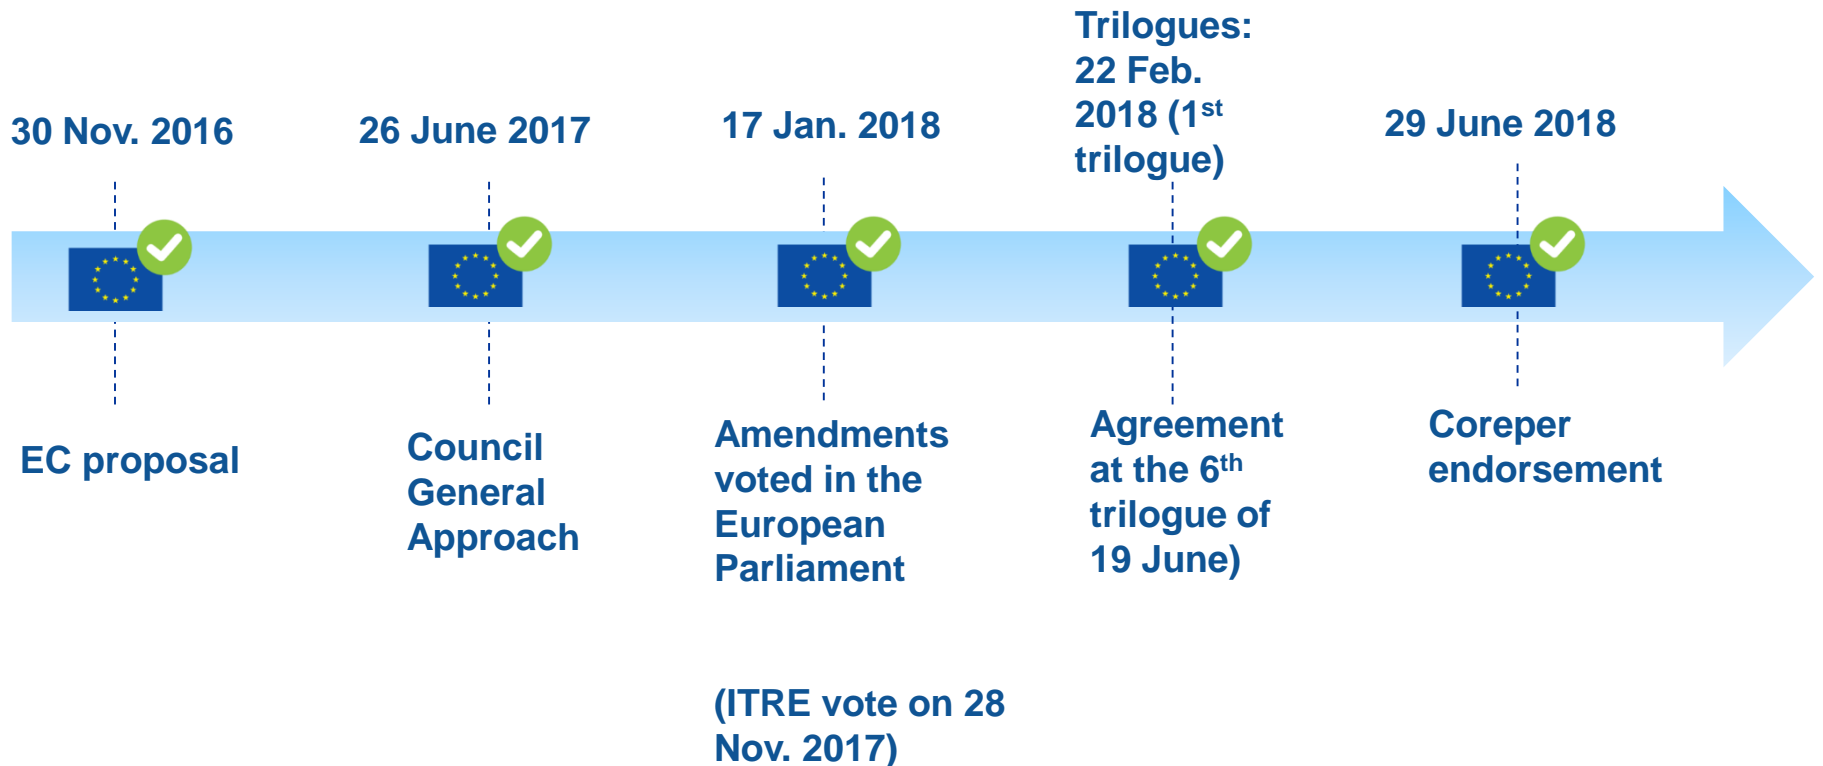 30 Nov. 2016
26 June 2017
17 Jan. 2018
Trilogues:
22 Feb.
2018 (1st
trilogue)
29 June 2018
EC proposal
Council
General
Approach
Amendments
voted in the
European
Parliament
(ITRE vote on 28
Nov. 2017)
Agreement
at the 6th
trilogue of
19 June)
Coreper
endorsement